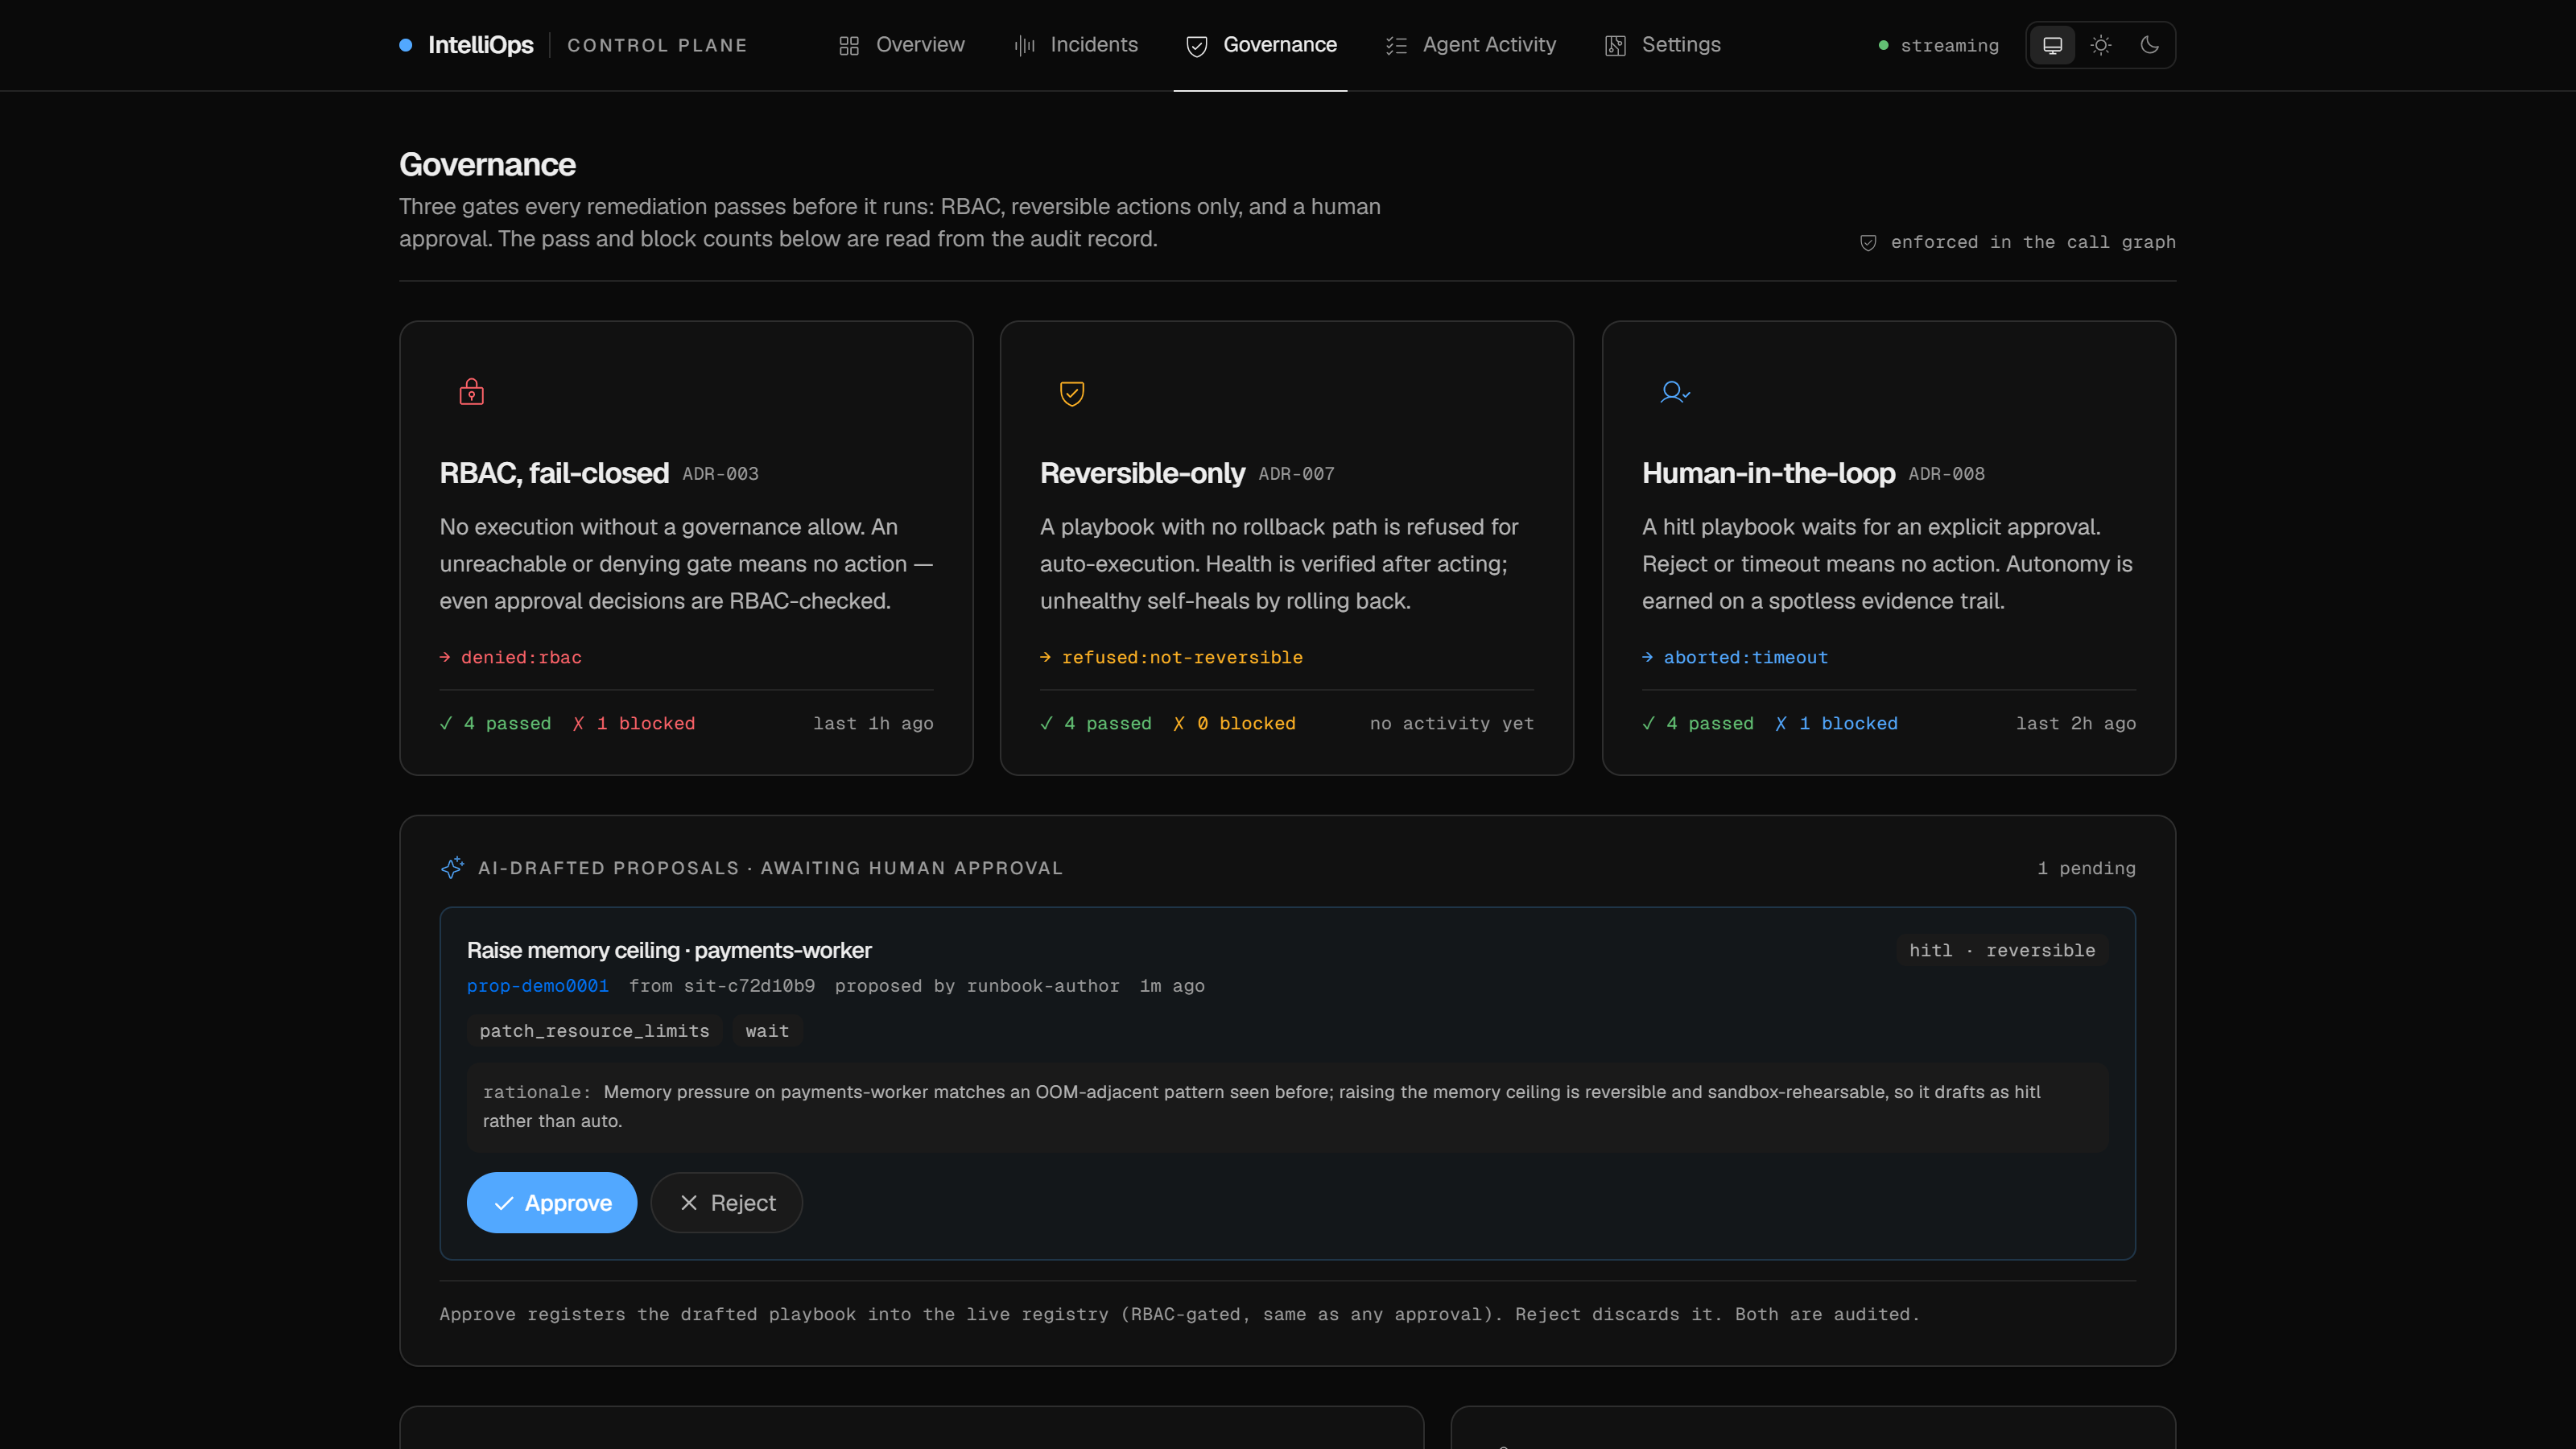 IntelliOps CONTROL PLANE Overview Incidents Governance Agent Activity Settings streaming
Governance
Three gates every remediation passes before it runs: RBAC, reversible actions only, and a human
approval. The pass and block counts below are read from the audit record.
enforced in the call graph
RBAC, fail-closed ADR-003
No execution without a governance allow. An
unreachable or denying gate means no action —
even approval decisions are RBAC-checked.
→ denied:rbac
✓ 4 passed ✗ 1 blocked last 1h ago
Reversible-only ADR-007
A playbook with no rollback path is refused for
auto-execution. Health is verified after acting;
unhealthy self-heals by rolling back.
→ refused:not-reversible
✓ 4 passed ✗ 0 blocked no activity yet
Human-in-the-loop ADR-008
A hitl playbook waits for an explicit approval.
Reject or timeout means no action. Autonomy is
earned on a spotless evidence trail.
→ aborted:timeout
✓ 4 passed ✗ 1 blocked last 2h ago
AI-DRAFTED PROPOSALS · AWAITING HUMAN APPROVAL 1 pending
Raise memory ceiling · payments-worker hitl · reversible
prop-demo0001 from sit-c72d10b9 proposed by runbook-author 1m ago
patch_resource_limits wait
rationale: Memory pressure on payments-worker matches an OOM-adjacent pattern seen before; raising the memory ceiling is reversible and sandbox-rehearsable, so it drafts as hitl
rather than auto.
Approve Reject
Approve registers the drafted playbook into the live registry (RBAC-gated, same as any approval). Reject discards it. Both are audited.